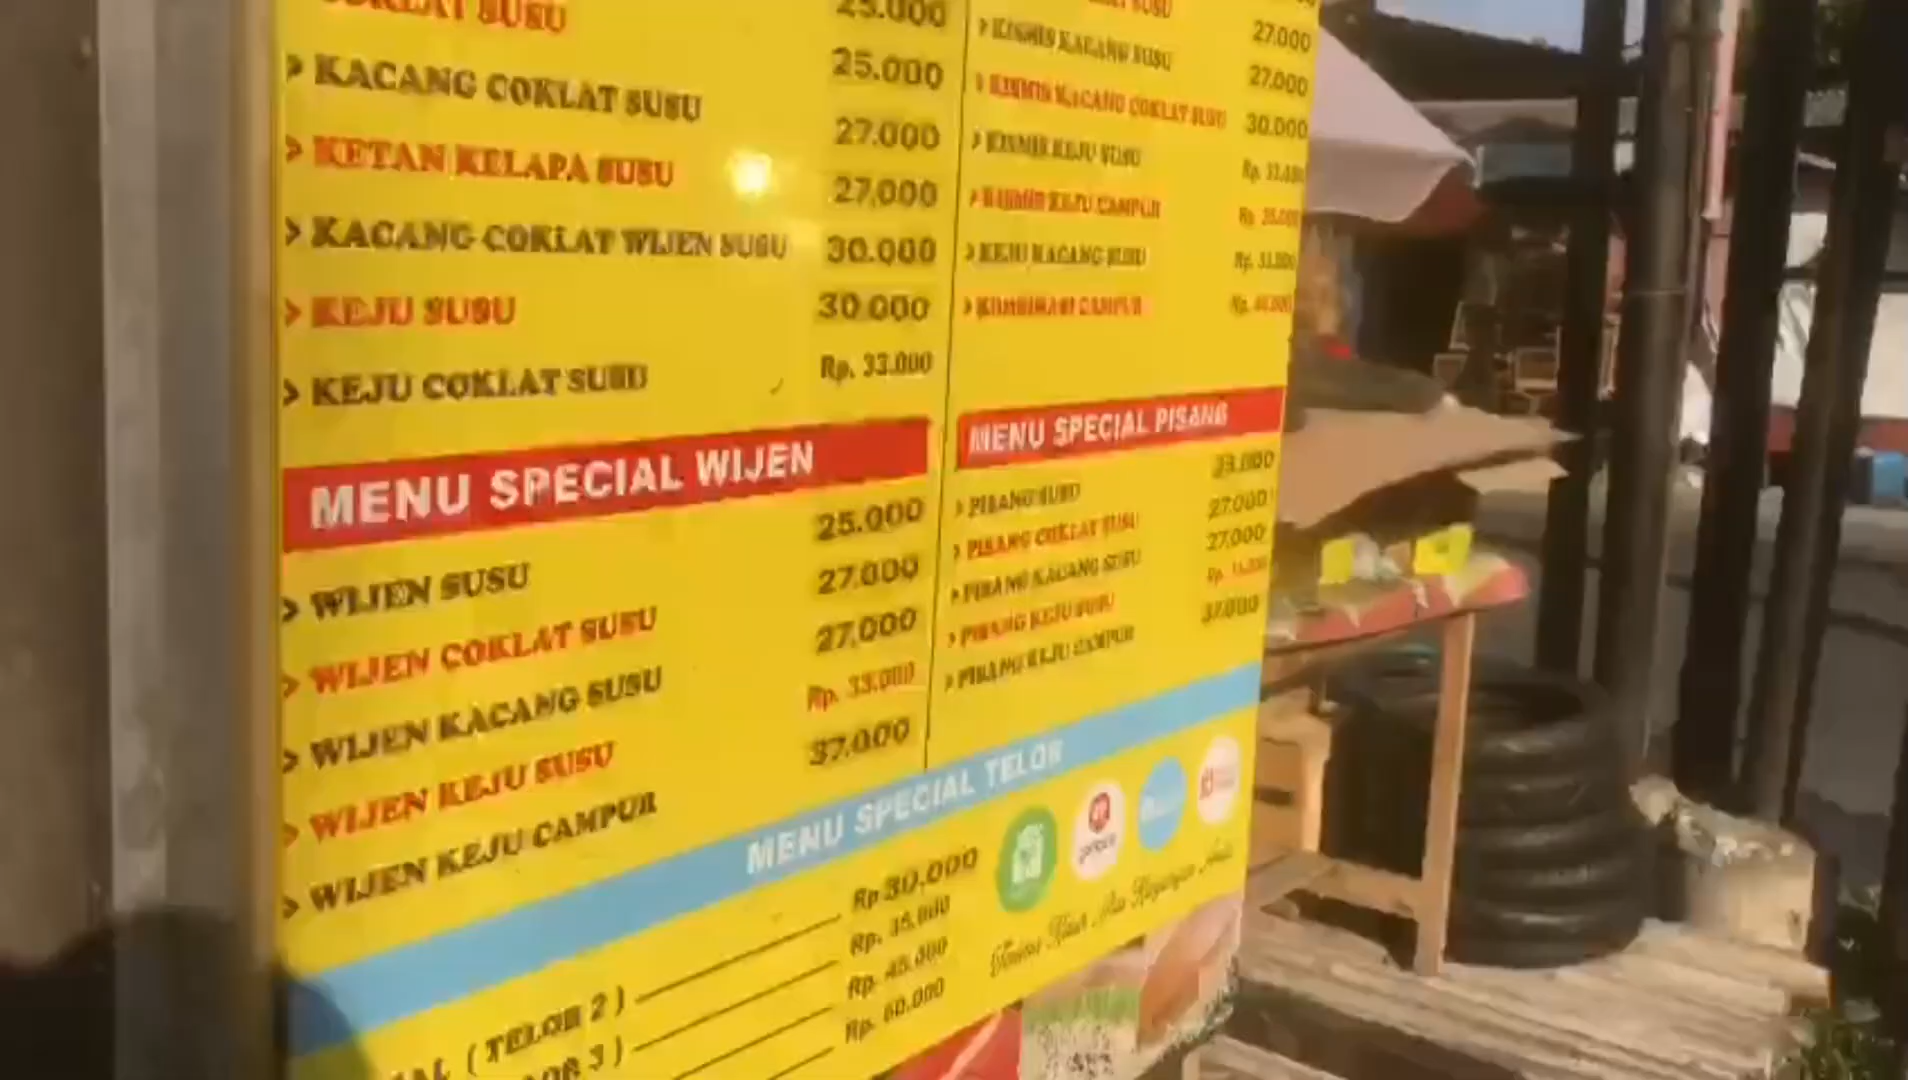 COKLAT SUSU
25.000
> KACANG COKLAT SUSU
25.000
> KETAN KELAPA SUSU
27.000
> KACANG COKLAT WIJEN SUSU
27,000
> KEJU SUSU
30.000
> KEJU COKLAT SUSU
30.000
Rp. 33.000
MENU SPECIAL WIJEN
> WIJEN SUSU
25.000
> WIJEN COKLAT SUSU
27.000
> WIJEN KACANG SUSU
27,000
> WIJEN KEJU SUSU
Rp. 33.000
> WIJEN KEJU CAMPUR
37.000
SUSU
27.000
> KISMIS KACANG SUSU
27.000
> KISMIS KACANG COKLAT SUSU
30.000
> KISMIS KEJU SUSU
> KISMIS KEJU CAMPUR
> KEJU KACANG SUSU
> KOMBINASI CAMPUR
MENU SPECIAL PISANG
> PISANG SUSU
> PISANG COKLAT SUSU
27.000
> PISANG KACANG SUSU
27,000
> PISANG KEJU SUSU
> PISANG KEJU CAMPUR
37.000
MENU SPECIAL TELOR
( TELOR 2 )
Rp 30,000
3 )
Rp. 35.000
Rp. 45.000
Rp. 60.000